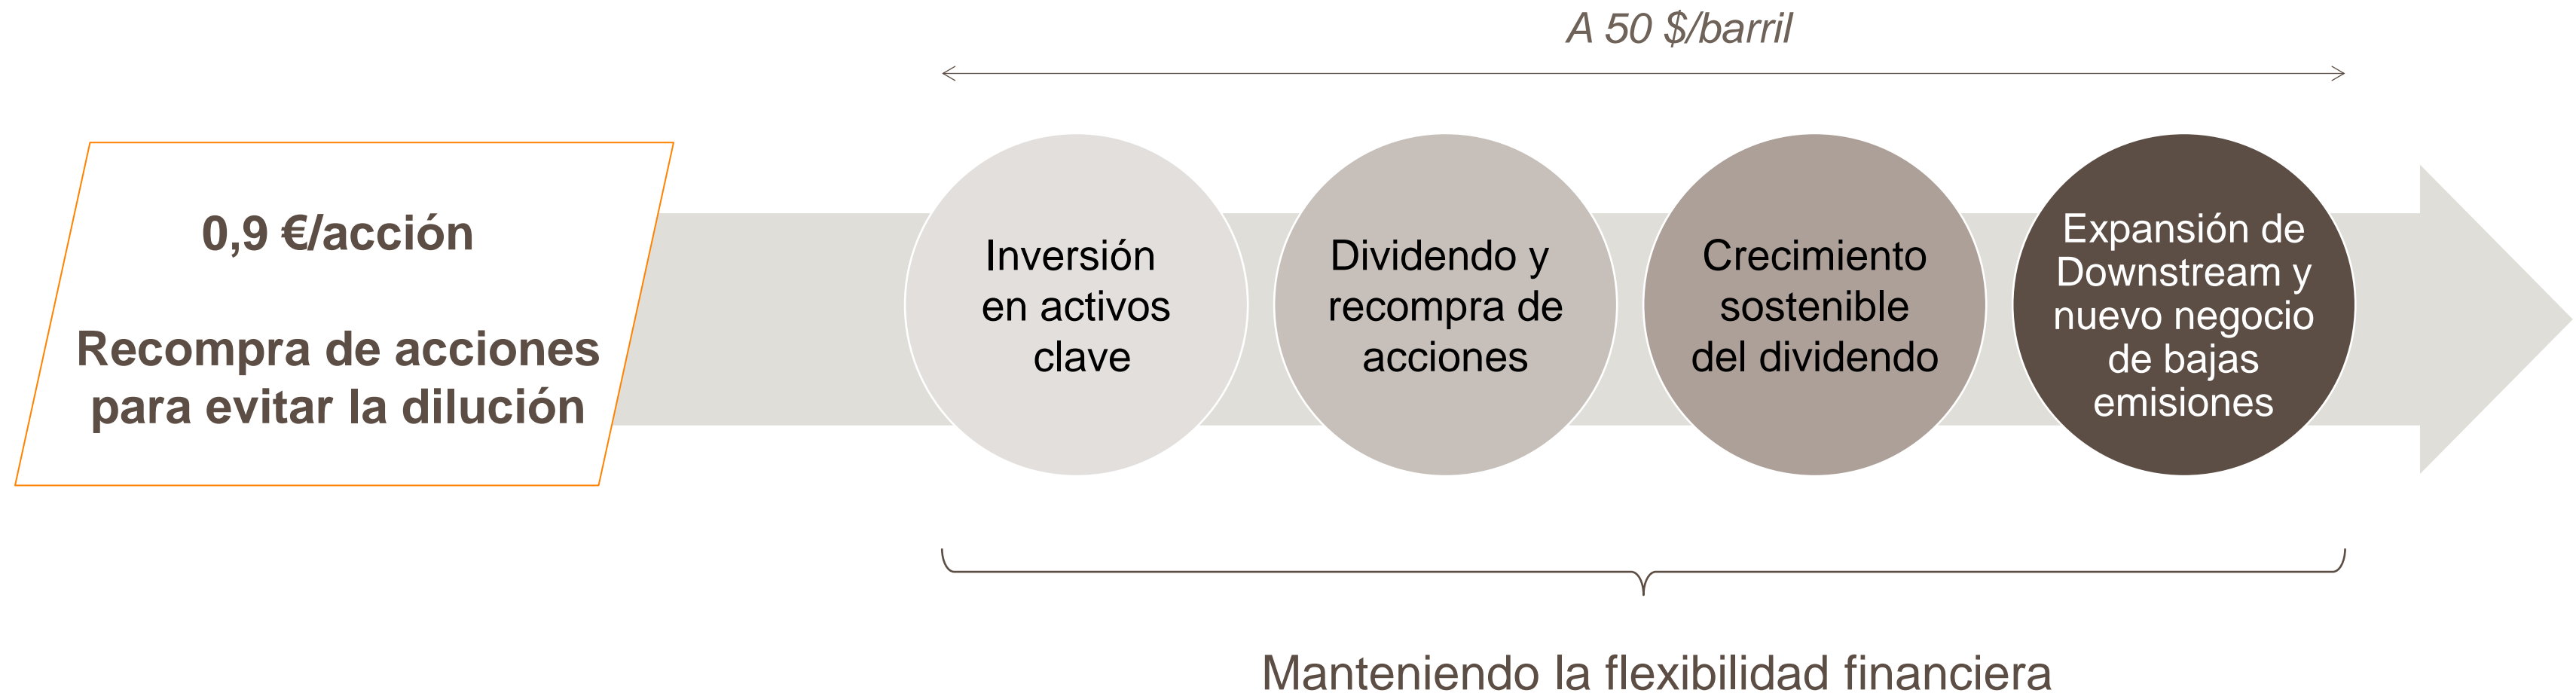 A 50 $/barril
0,9 €/acción
Recompra de acciones
para evitar la dilución
Inversión
en activos
clave
Dividendo y
recompra de
acciones
Crecimiento
sostenible
del dividendo
Expansión de
Downstream y
nuevo negocio
de bajas
emisiones
Manteniendo la flexibilidad financiera